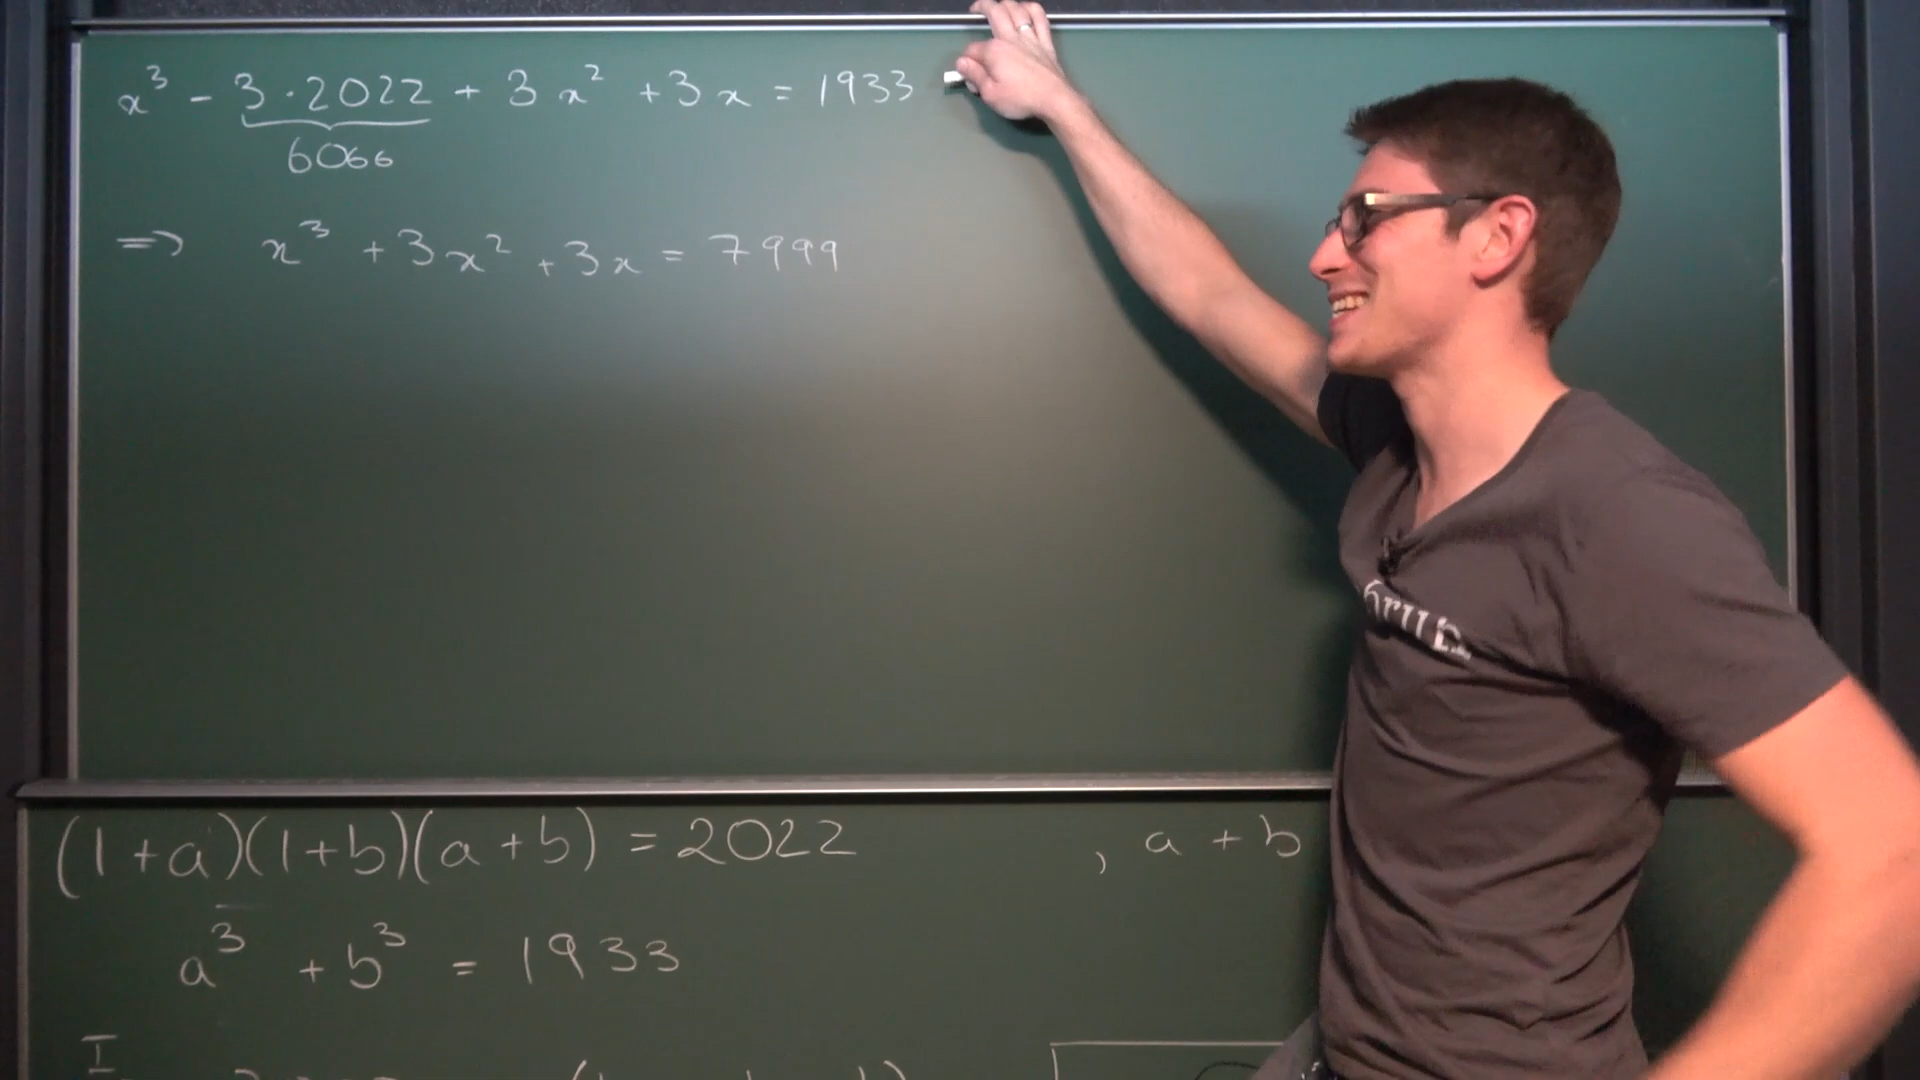 x³ - 3·2022 + 3x² + 3x = 1933
6066
=> x³ + 3x² + 3x = 7999
(1+a)(1+b)(a+b) = 2022 , a + b
a³ + b³ = 1933
I